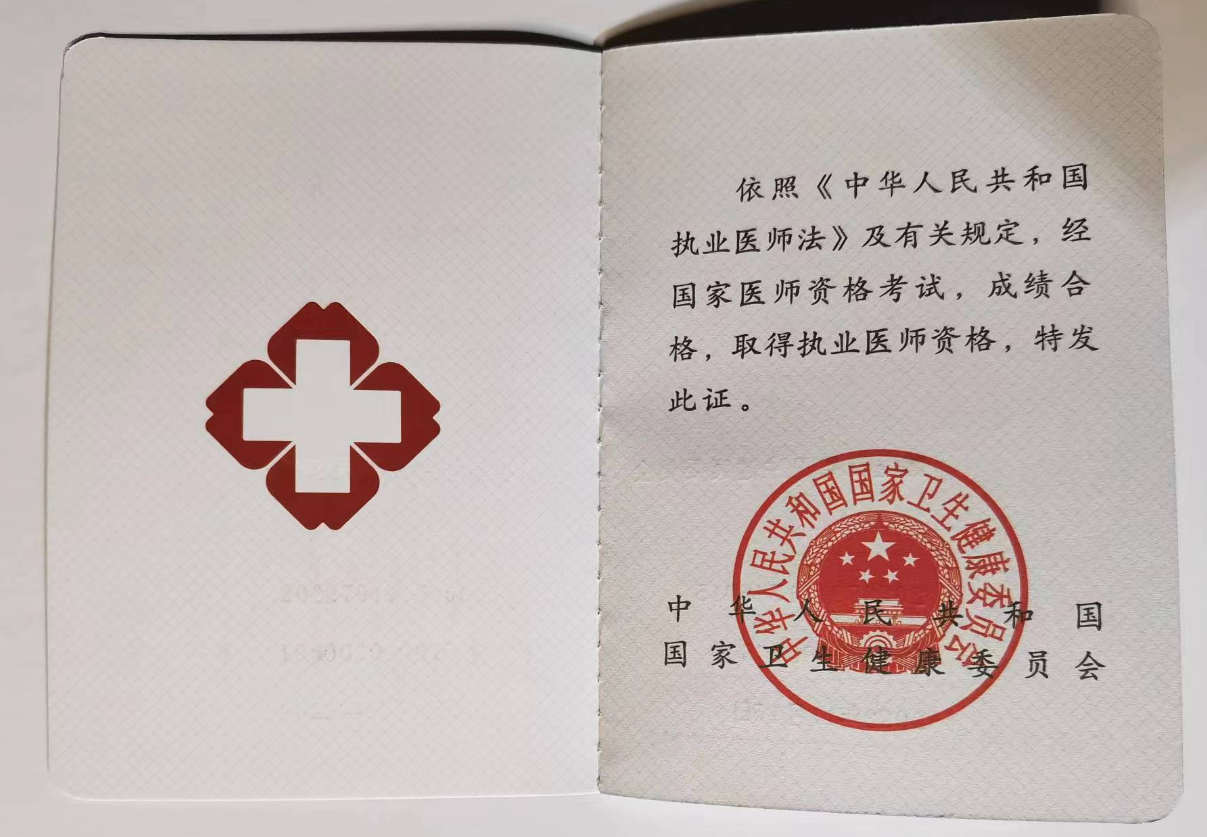 依照《中华人民共和国
执业医师法》及有关规定，经
国家医师资格考试，成绩合
格，取得执业医师资格，特发
此证。
中华人民共和国国家卫生健康委员会
中华人民共和国
国家卫生健康委员会